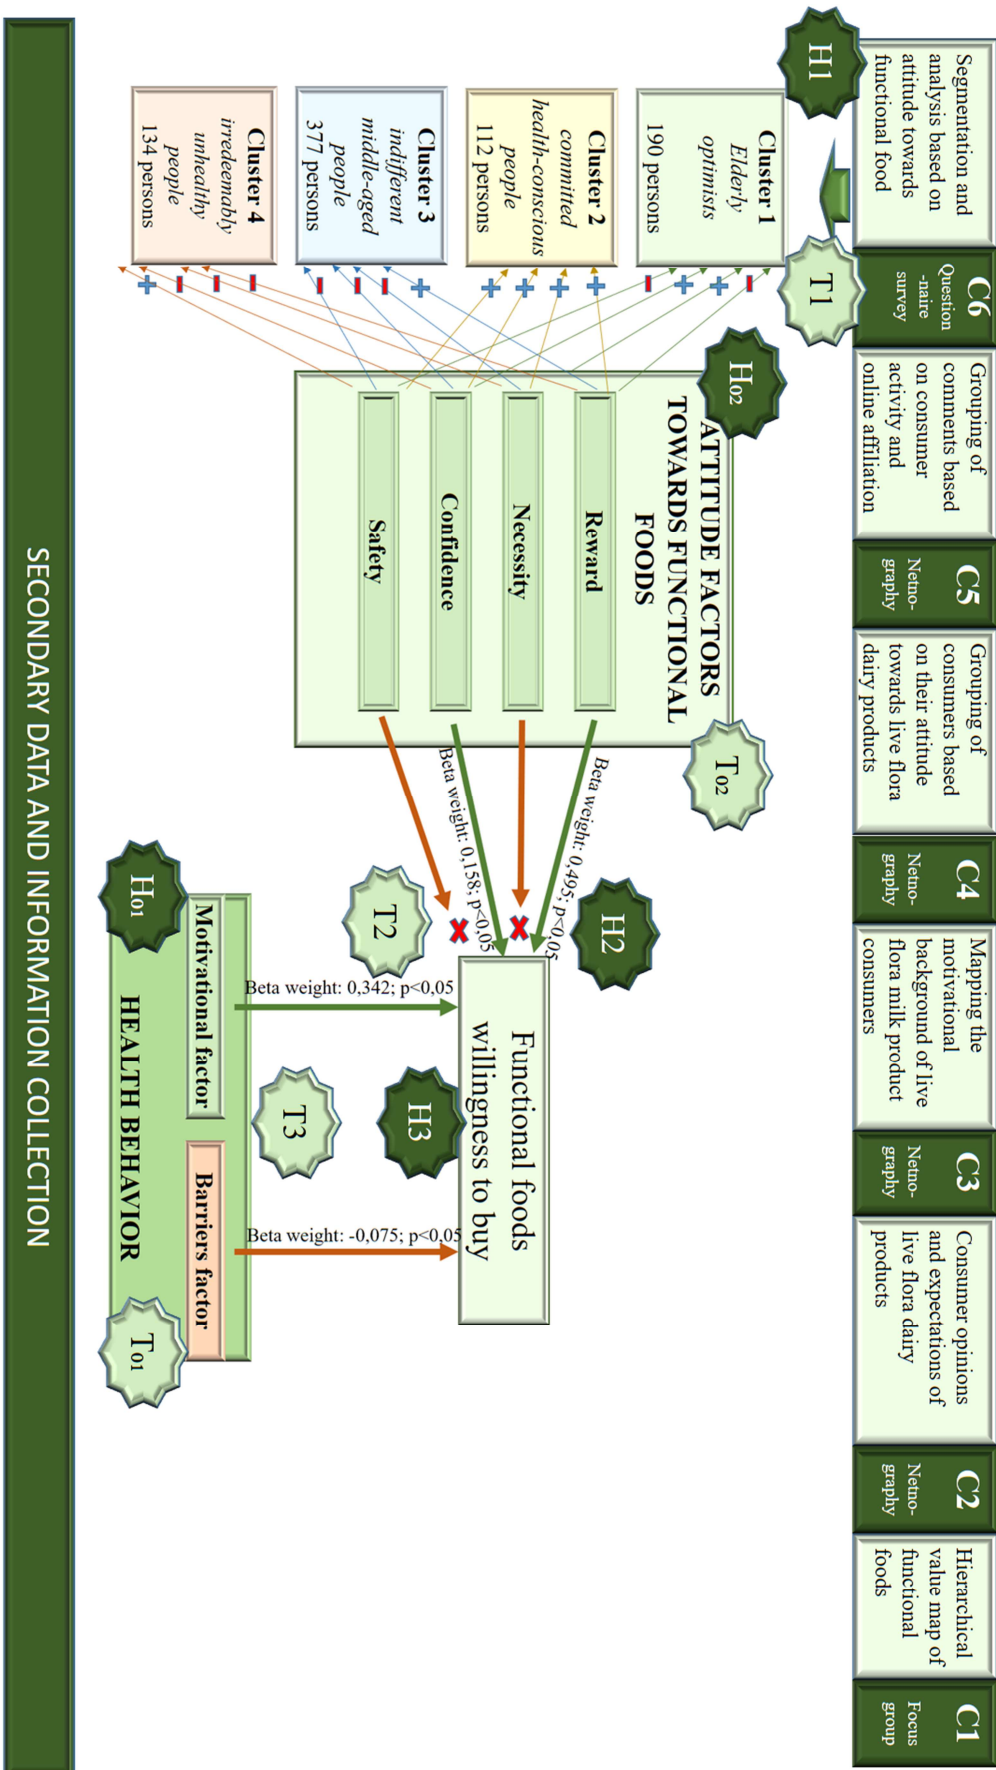 Segmentation and
analysis based on
attitude towards
functional food
C6
Question
-naire
survey
Grouping of
comments based
on consumer
activity and
online affiliation
C5
Netno-
graphy
Grouping of
consumers based
on their attitude
towards live flora
dairy products
C4
Netno-
graphy
Mapping the
motivational
background of live
flora milk product
consumers
C3
Netno-
graphy
Consumer opinions
and expectations of
live flora dairy
products
C2
Netno-
graphy
Hierarchical
value map of
functional
foods
C1
Focus
group
H1
T1
Cluster 1
Elderly
optimists
190 persons
Cluster 2
committed
health-conscious
people
112 persons
Cluster 3
indifferent
middle-aged
people
377 persons
Cluster 4
irredeemably
unhealthy
people
134 persons
H02
ATTITUDE FACTORS
TOWARDS FUNCTIONAL
FOODS
Reward
Necessity
Confidence
Safety
T02
Beta weight: 0,495; p<0,05
Beta weight: 0,158; p<0,05
H2
T2
Functional foods
willingness to buy
H3
T3
Beta weight: 0,342; p<0,05
Beta weight: -0,075; p<0,05
H01
Motivational factor
Barriers factor
HEALTH BEHAVIOR
T01
SECONDARY DATA AND INFORMATION COLLECTION